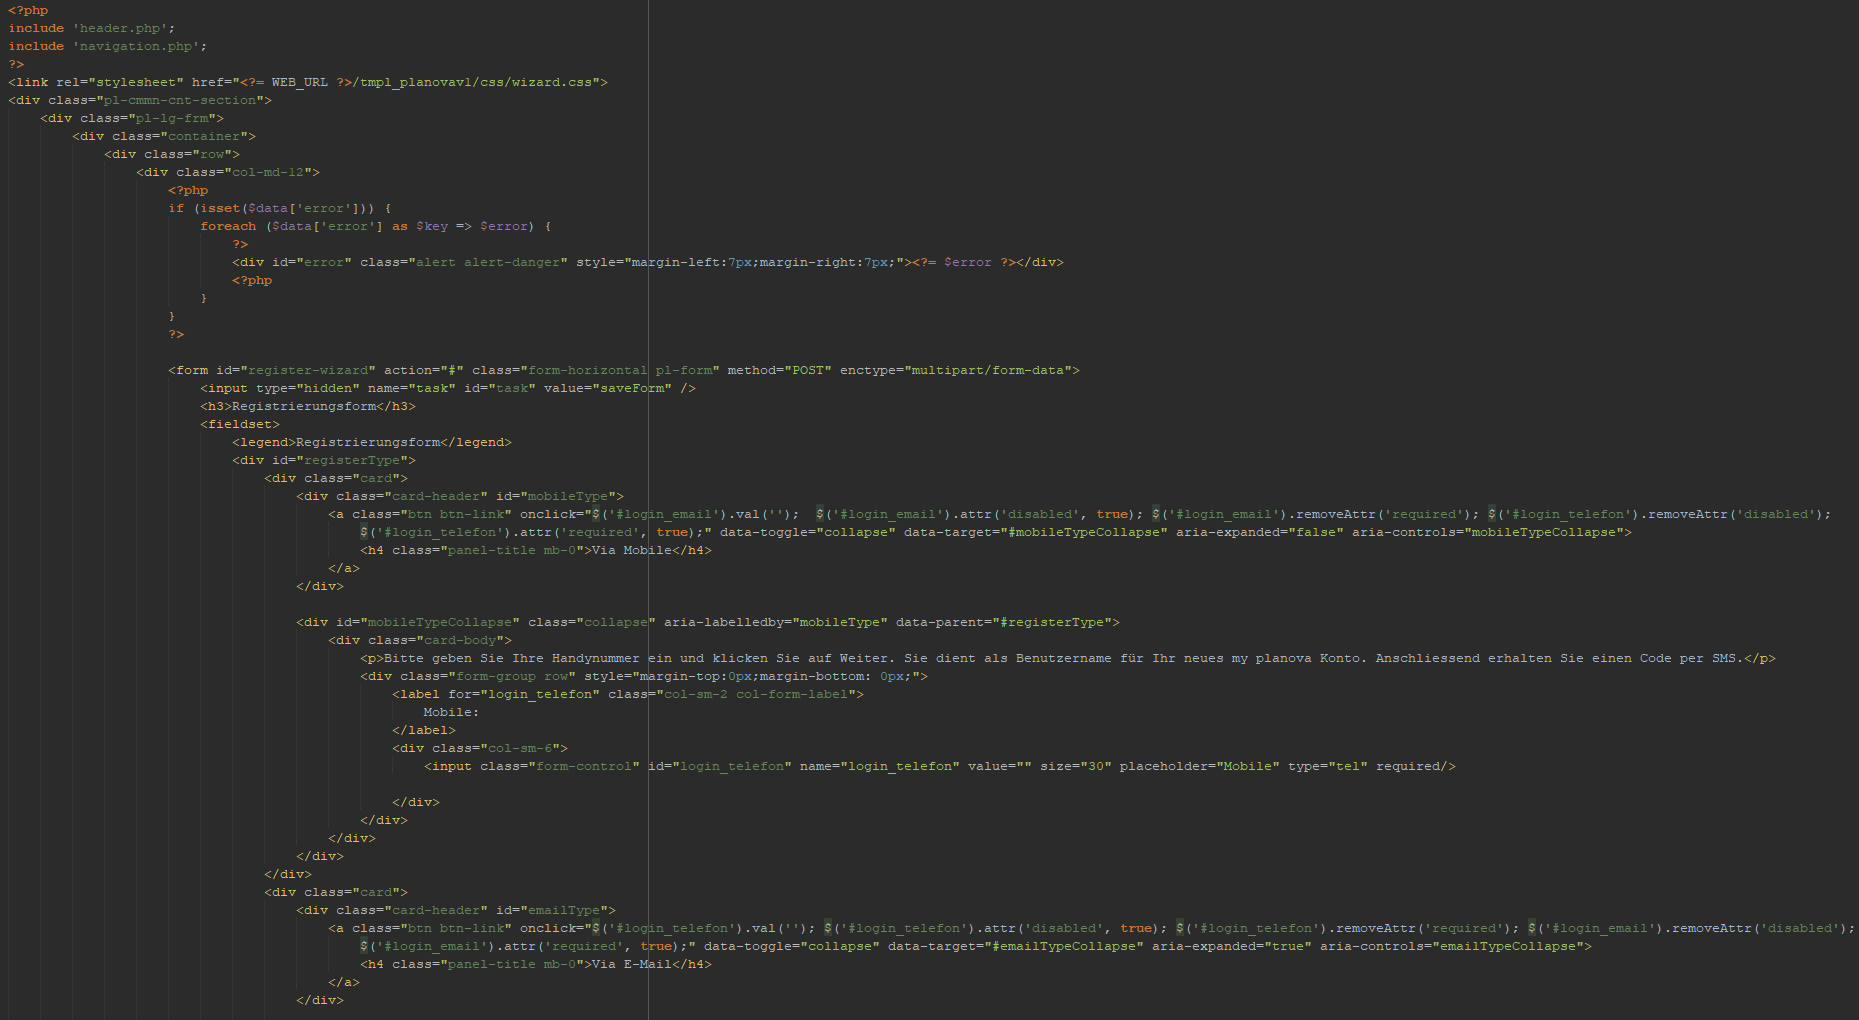 <?php
include 'header.php';
include 'navigation.php';
?>
<link rel="stylesheet" href="<?= WEB_URL ?>/tmpl_planovav1/css/wizard.css">
<div class="pl-cmmn-cnt-section">
<div class="pl-lg-frm">
<div class="container">
<div class="row">
<div class="col-md-12">
<?php
if (isset($data['error'])) {
foreach ($data['error'] as $key => $error) {
?>
<div id="error" class="alert alert-danger" style="margin-left:7px;margin-right:7px;"><?= $error ?></div>
<?php
}
}
?>
<form id="register-wizard" action="#" class="form-horizontal pl-form" method="POST" enctype="multipart/form-data">
<input type="hidden" name="task" id="task" value="saveForm" />
<h3>Registrierungsform</h3>
<fieldset>
<legend>Registrierungsform</legend>
<div id="registerType">
<div class="card">
<div class="card-header" id="mobileType">
<a class="btn btn-link" onclick="$('#login_email').val('');  $('#login_email').attr('disabled', true); $('#login_email').removeAttr('required'); $('#login_telefon').removeAttr('disabled');
$('#login_telefon').attr('required', true);" data-toggle="collapse" data-target="#mobileTypeCollapse" aria-expanded="false" aria-controls="mobileTypeCollapse">
<h4 class="panel-title mb-0">Via Mobile</h4>
</a>
</div>
<div id="mobileTypeCollapse" class="collapse" aria-labelledby="mobileType" data-parent="#registerType">
<div class="card-body">
<p>Bitte geben Sie Ihre Handynummer ein und klicken Sie auf Weiter. Sie dient als Benutzername für Ihr neues my planova Konto. Anschliessend erhalten Sie einen Code per SMS.</p>
<div class="form-group row" style="margin-top:0px;margin-bottom: 0px;">
<label for="login_telefon" class="col-sm-2 col-form-label">
Mobile:
</label>
<div class="col-sm-6">
<input class="form-control" id="login_telefon" name="login_telefon" value="" size="30" placeholder="Mobile" type="tel" required/>
</div>
</div>
</div>
</div>
</div>
<div class="card">
<div class="card-header" id="emailType">
<a class="btn btn-link" onclick="$('#login_telefon').val(''); $('#login_telefon').attr('disabled', true); $('#login_telefon').removeAttr('required'); $('#login_email').removeAttr('disabled');
$('#login_email').attr('required', true);" data-toggle="collapse" data-target="#emailTypeCollapse" aria-expanded="true" aria-controls="emailTypeCollapse">
<h4 class="panel-title mb-0">Via E-Mail</h4>
</a>
</div>